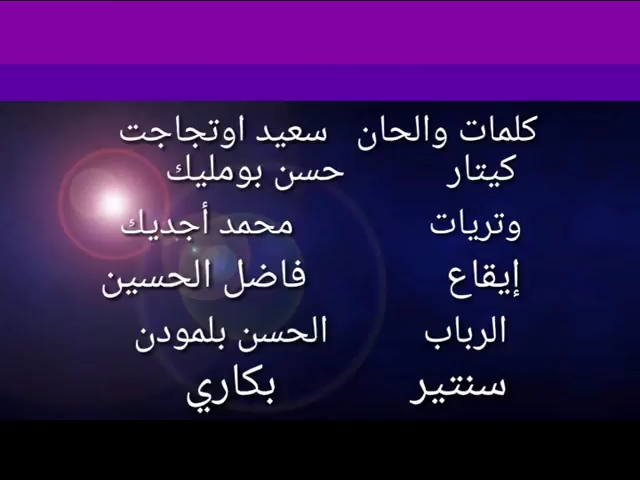 كلمات والحان سعيد اوتجاجت
كيتار حسن بومليك
وتريات محمد أجديك
إيقاع فاضل الحسين
الرباب الحسن بلمودن
سنتير بكاري